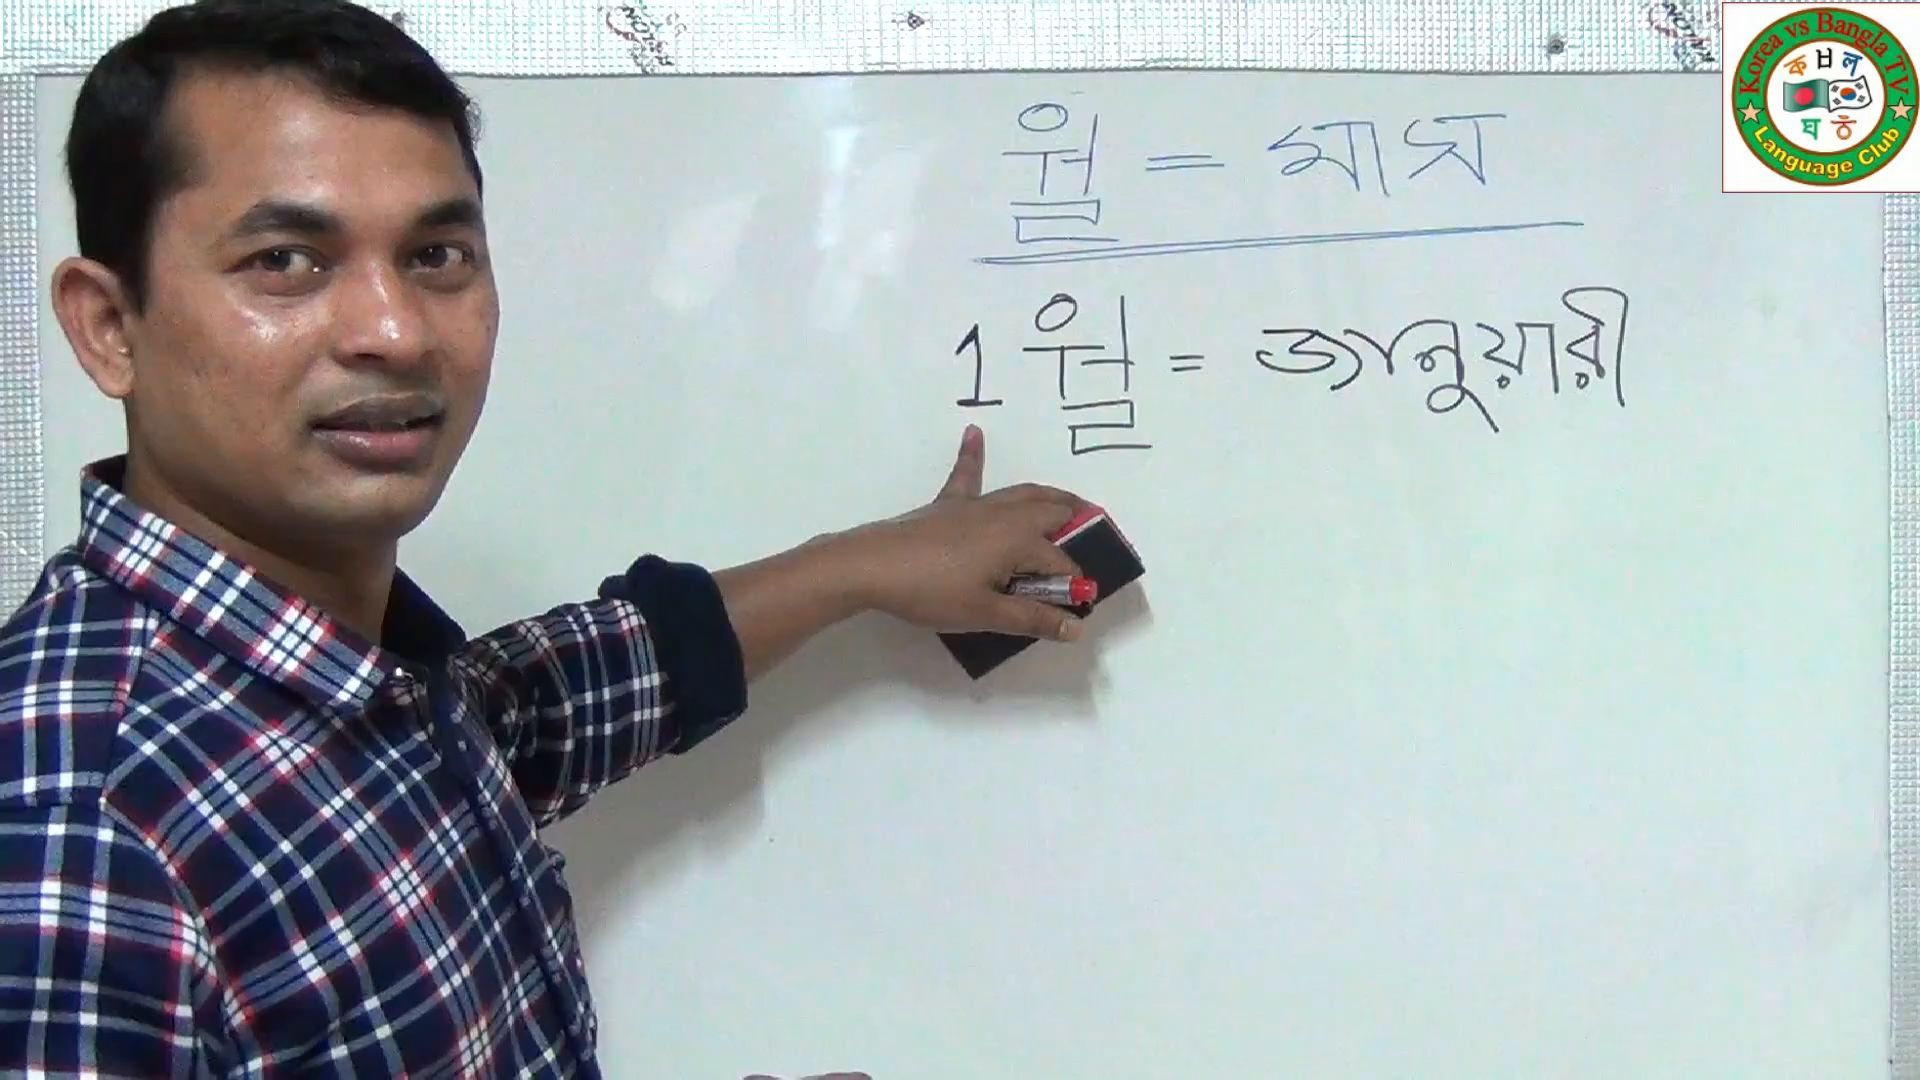 월 = মাস
1 월 = জানুয়ারী
Korea vs Bangla TV
ক ㅂ ল
ঘ ঠ
Language Club